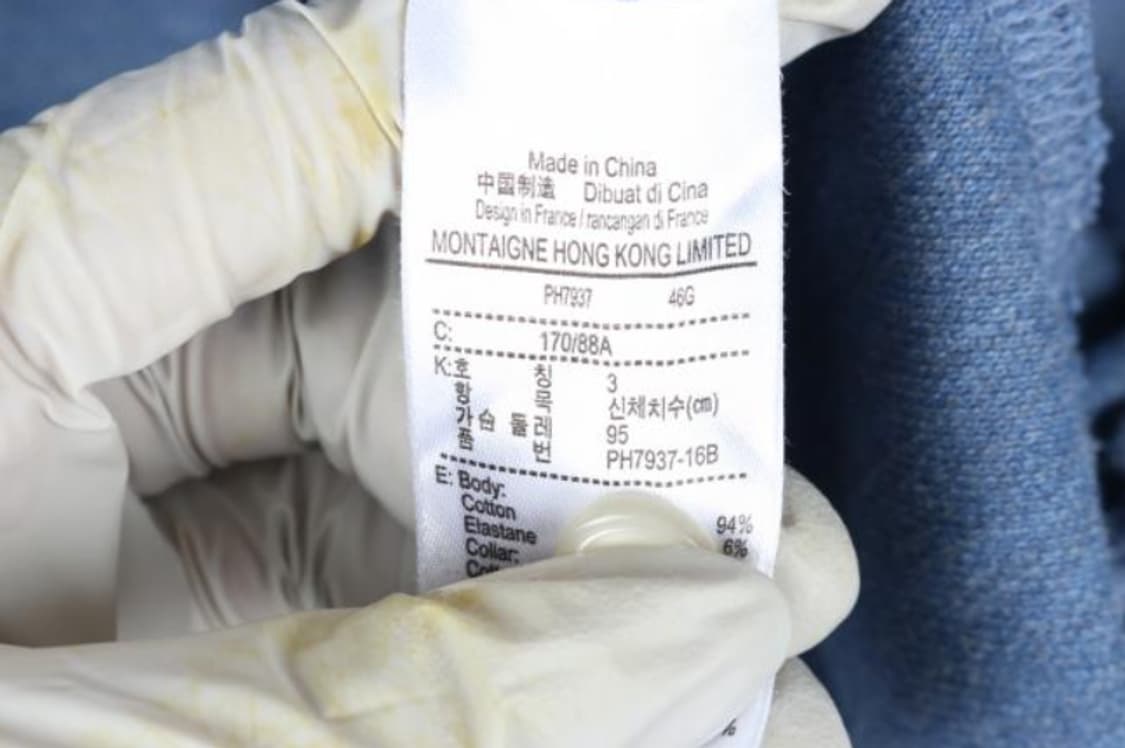 Made in China
中国制造 Dibuat di Cina
Design in France / rancangan di France
MONTAIGNE HONG KONG LIMITED
PH7937 46G
C: 170/88A
K:호 칭 3
항 목 신체치수(cm)
가슴 둘레 95
품 번 PH7937-16B
E: Body:
Cotton 94%
Elastane 6%
Collar: